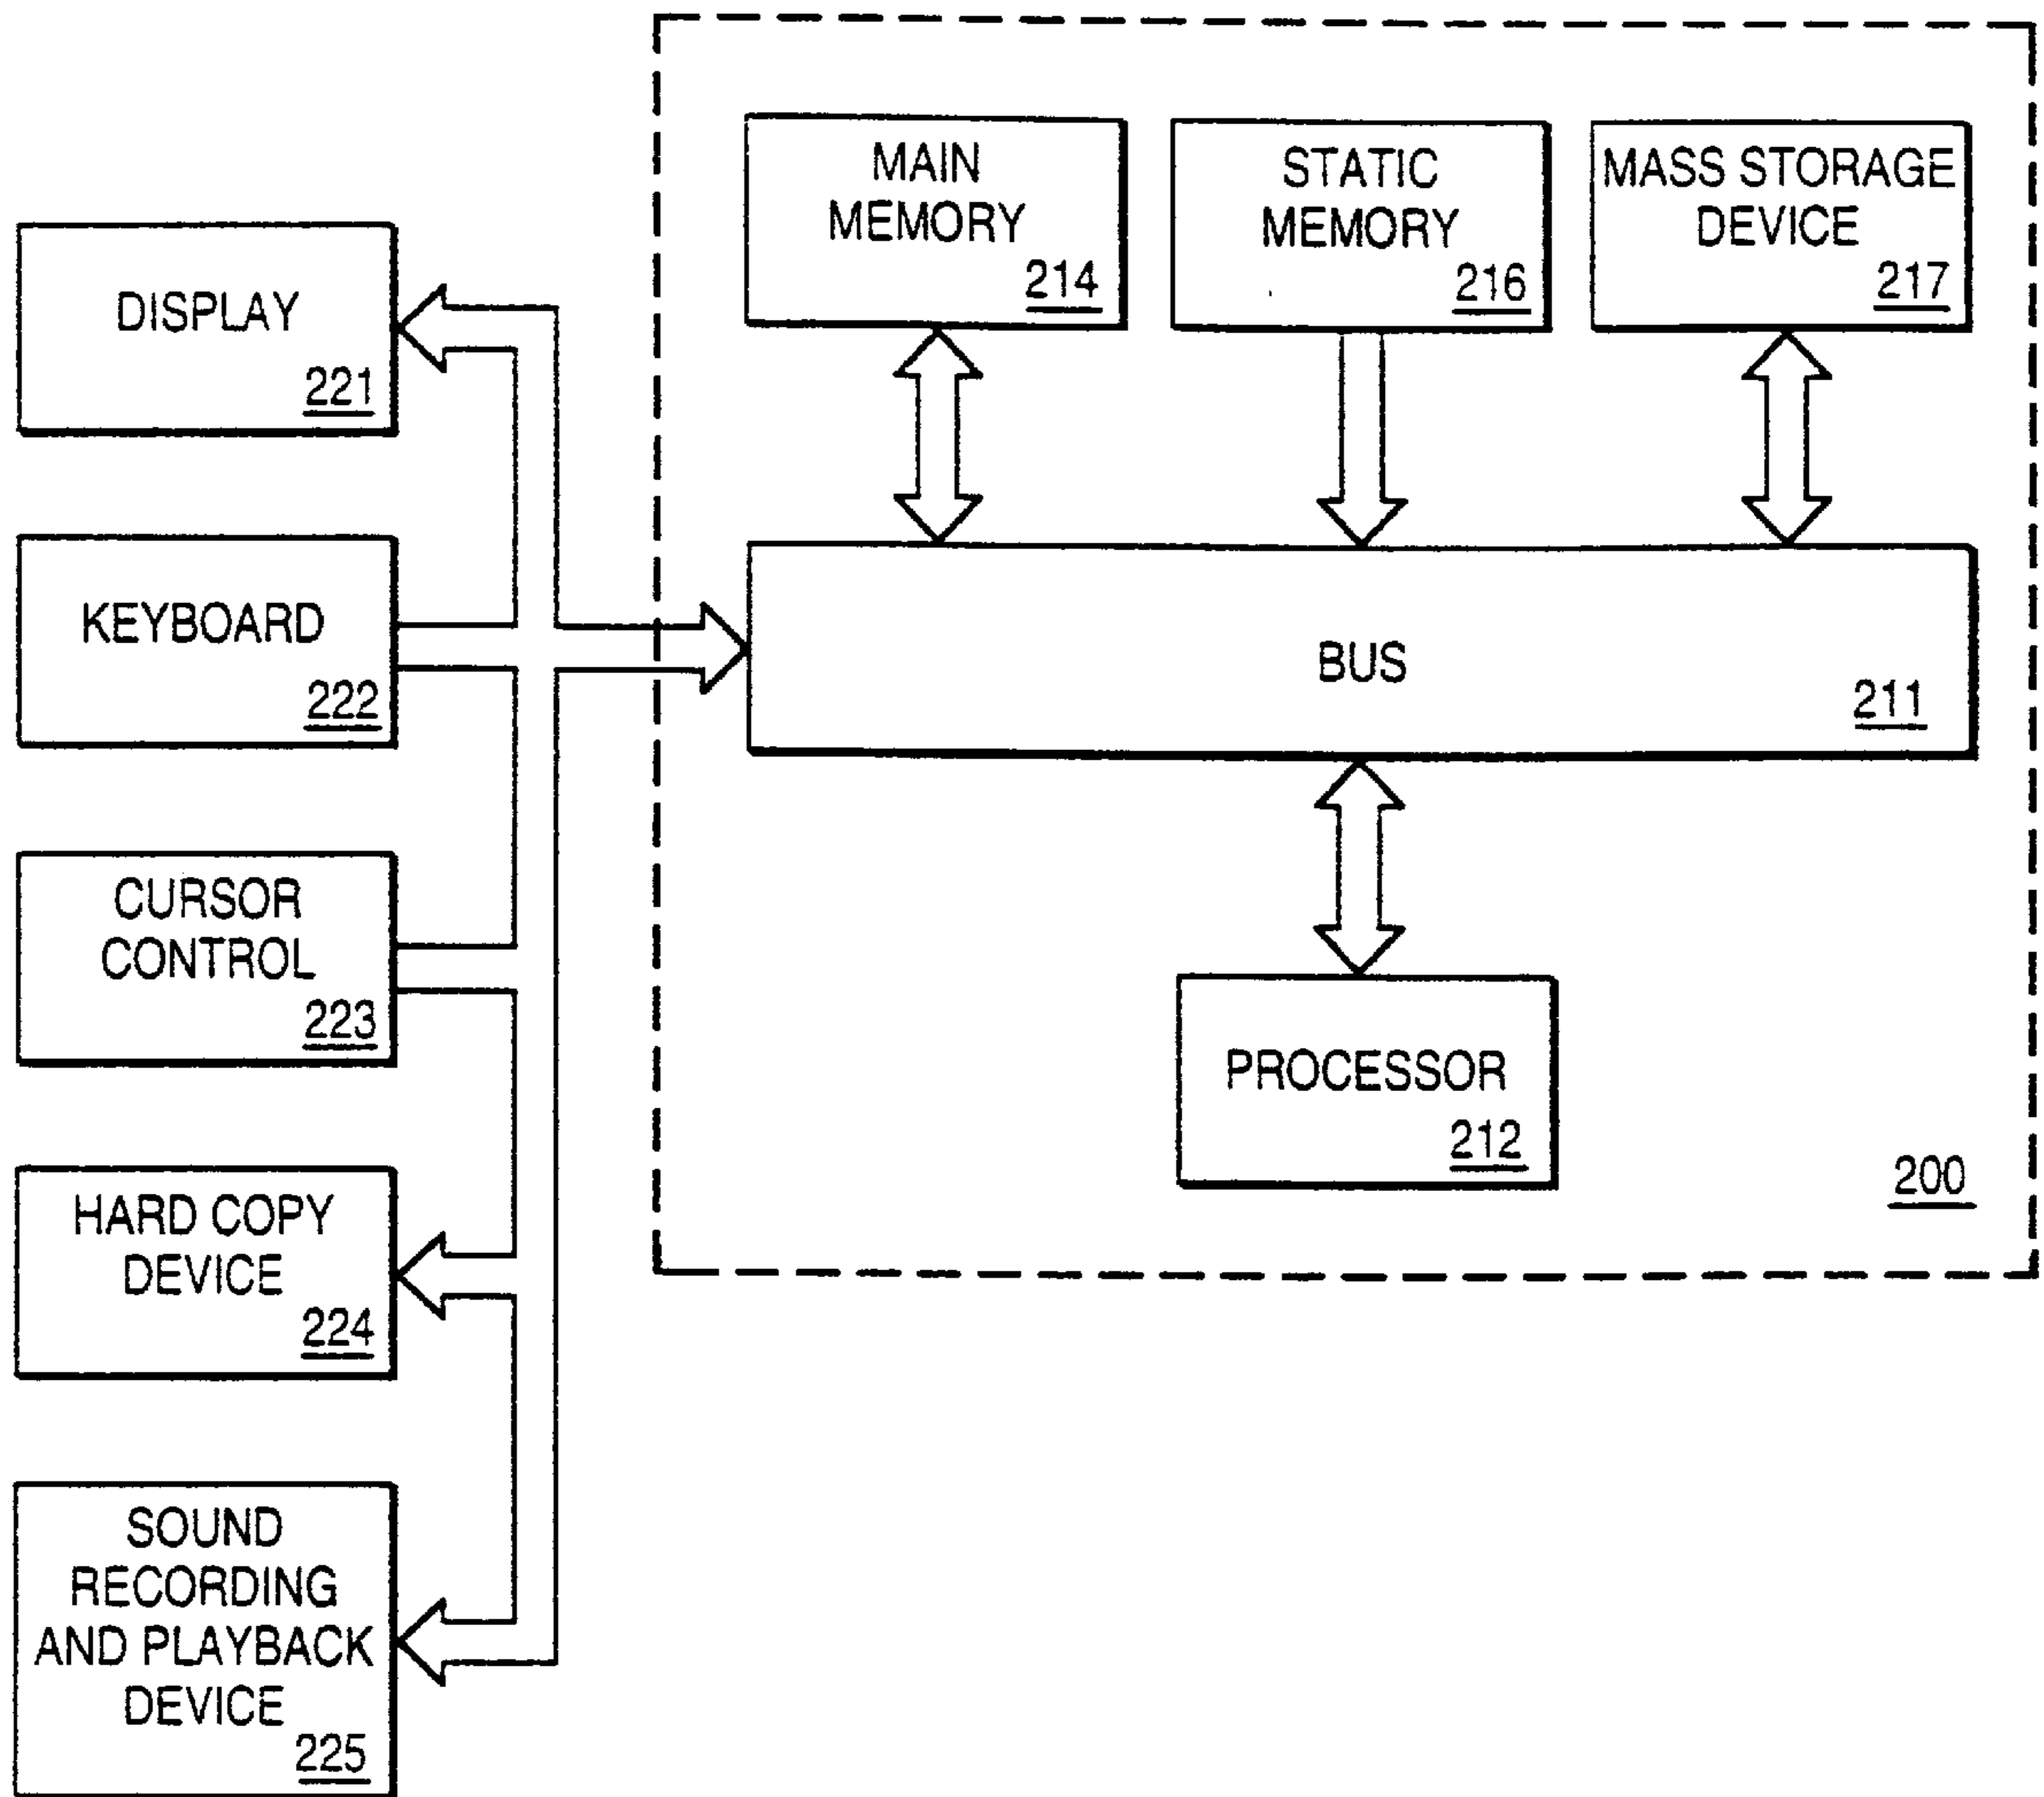 MAIN
MEMORY
214
STATIC
MEMORY
216
MASS STORAGE
DEVICE
217
DISPLAY
221
KEYBOARD
222
BUS
211
CURSOR
CONTROL
223
PROCESSOR
212
200
HARD COPY
DEVICE
224
SOUND
RECORDING
AND PLAYBACK
DEVICE
225